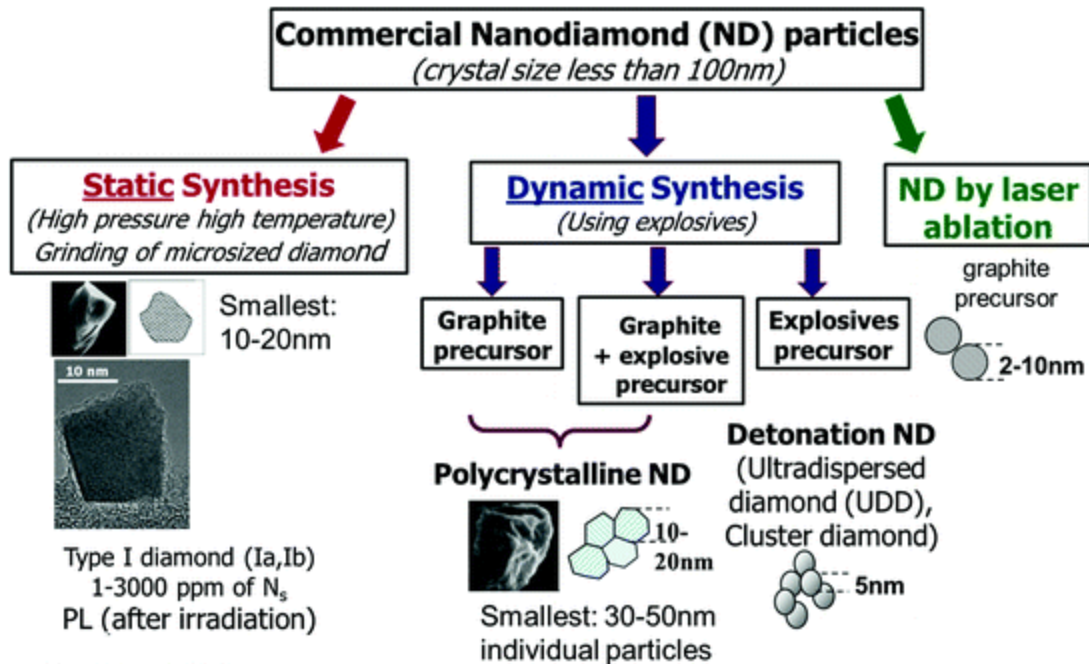 Commercial Nanodiamond (ND) particles
(crystal size less than 100nm)
Static Synthesis
(High pressure high temperature)
Grinding of microsized diamond
Smallest:
10-20nm
10 nm
Type I diamond (Ia,Ib)
1-3000 ppm of Ns
PL (after irradiation)
Dynamic Synthesis
(Using explosives)
Graphite
precursor
Graphite
+ explosive
precursor
Explosives
precursor
Polycrystalline ND
10-
20nm
Smallest: 30-50nm
individual particles
Detonation ND
(Ultradispersed
diamond (UDD),
Cluster diamond)
5nm
ND by laser
ablation
graphite
precursor
2-10nm